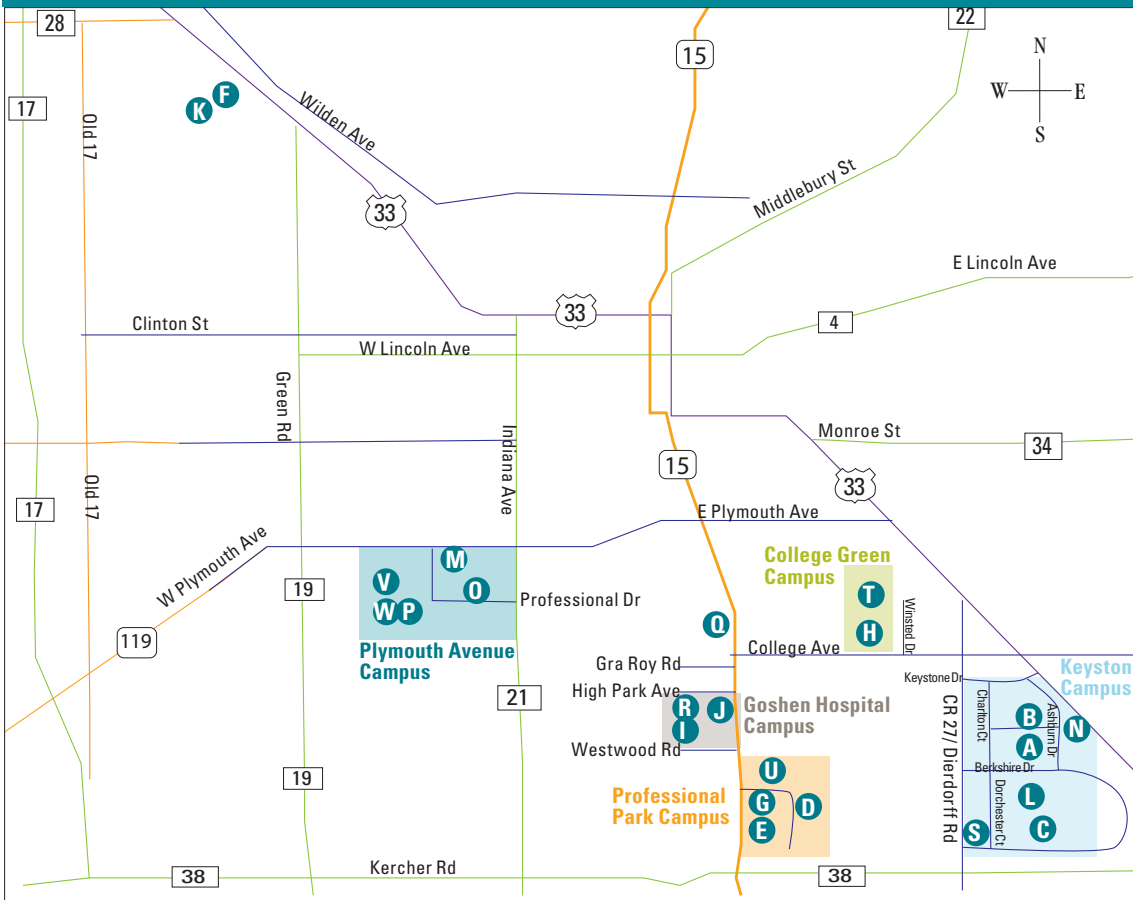 28
15
22
N
W E
S
17
K F
Old 17
Wilden Ave
Middlebury St
33
E Lincoln Ave
33
4
Clinton St
W Lincoln Ave
Green Rd
Indiana Ave
Monroe St
34
15
33
Old 17
17
E Plymouth Ave
W Plymouth Ave
College Green
Campus
M
V
O
T
19
W P
Professional Dr
Winsted Dr
Q
H
119
Plymouth Avenue
Campus
College Ave
Gra Roy Rd
Keystone Dr
Keyston
Campus
High Park Ave
21
R J
I
Goshen Hospital
Campus
CR 27/ Dierdorff Rd
Charlton Ct
Ashburn Dr
B
N
A
Westwood Rd
Berkshire Dr
19
U
Professional
Park Campus
G
D
E
Dorchester Ct
L
S
C
Kercher Rd
38
38